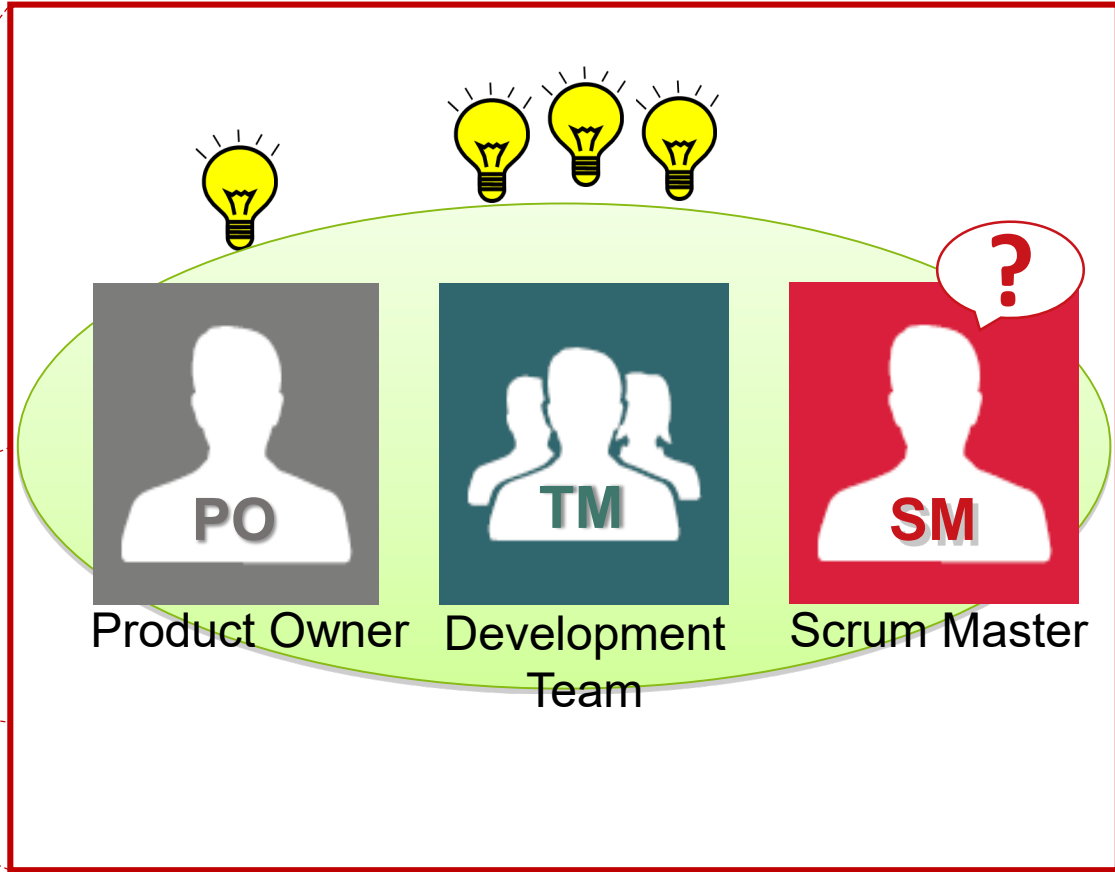 ?
PO
TM
SM
Product Owner
Development
Team
Scrum Master